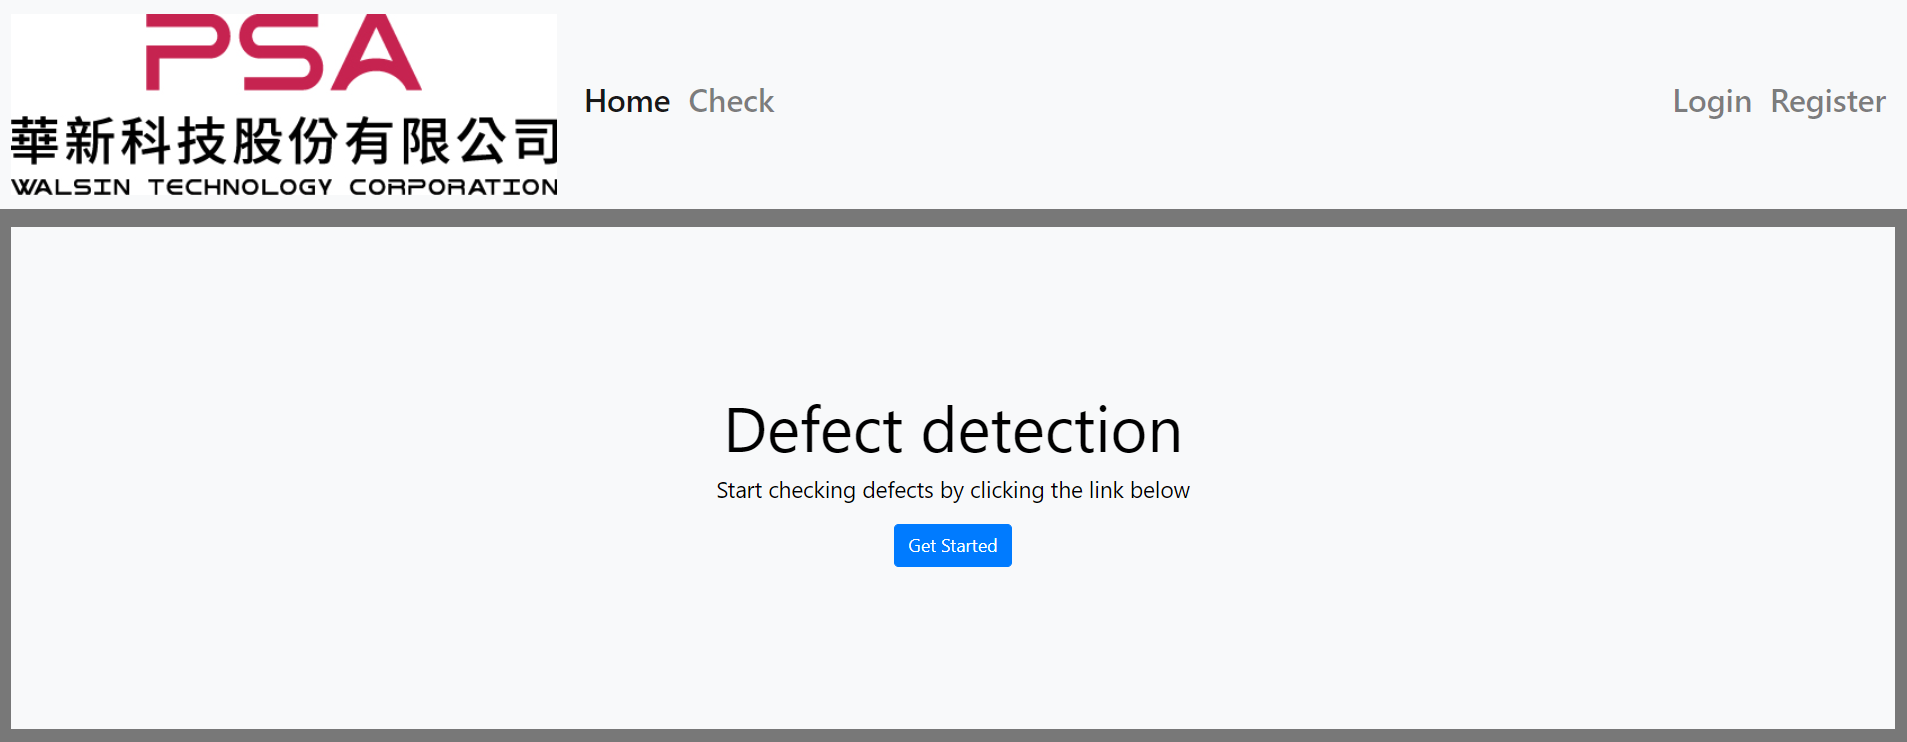 PSA
華新科技股份有限公司
WALSIN TECHNOLOGY CORPORATION
Home Check
Login Register
Defect detection
Start checking defects by clicking the link below
Get Started